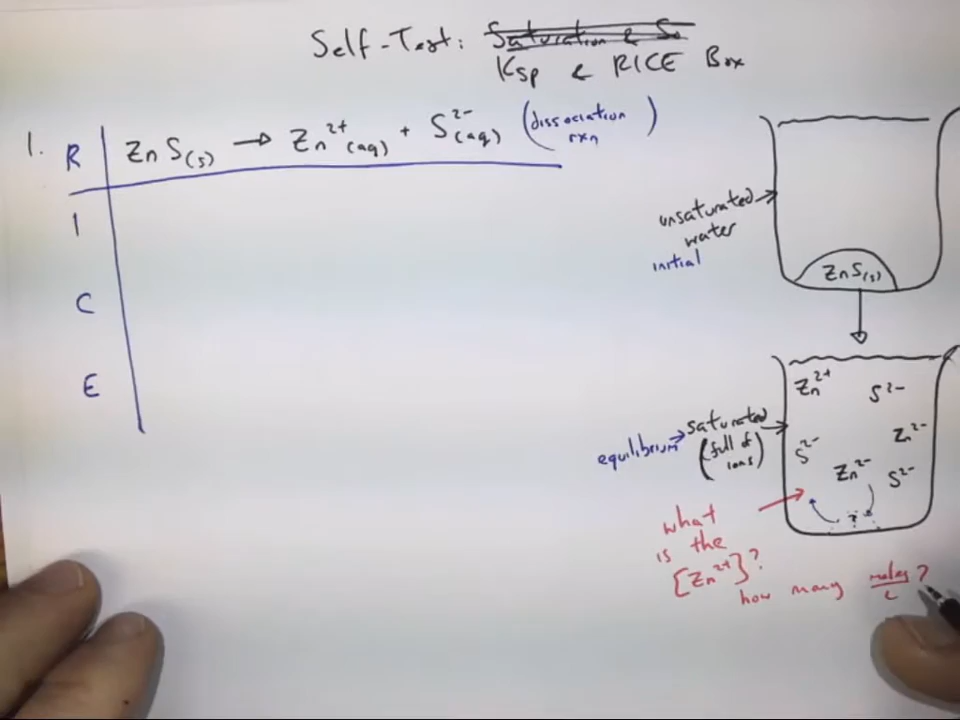 Self-Test: Saturation & So
Ksp & RICE Box
1. R ZnS(s) → Zn²⁺(aq) + S²⁻(aq) (dissociation rxn)
I
C
E
unsaturated
water
initial
ZnS(s)
equilibrium → saturated
(full of
ions)
Zn²⁺ S²⁻
Zn²⁻
S²⁻
Zn²⁻ S²⁻
?
what
is the
[Zn²⁺]?
how many moles/L?